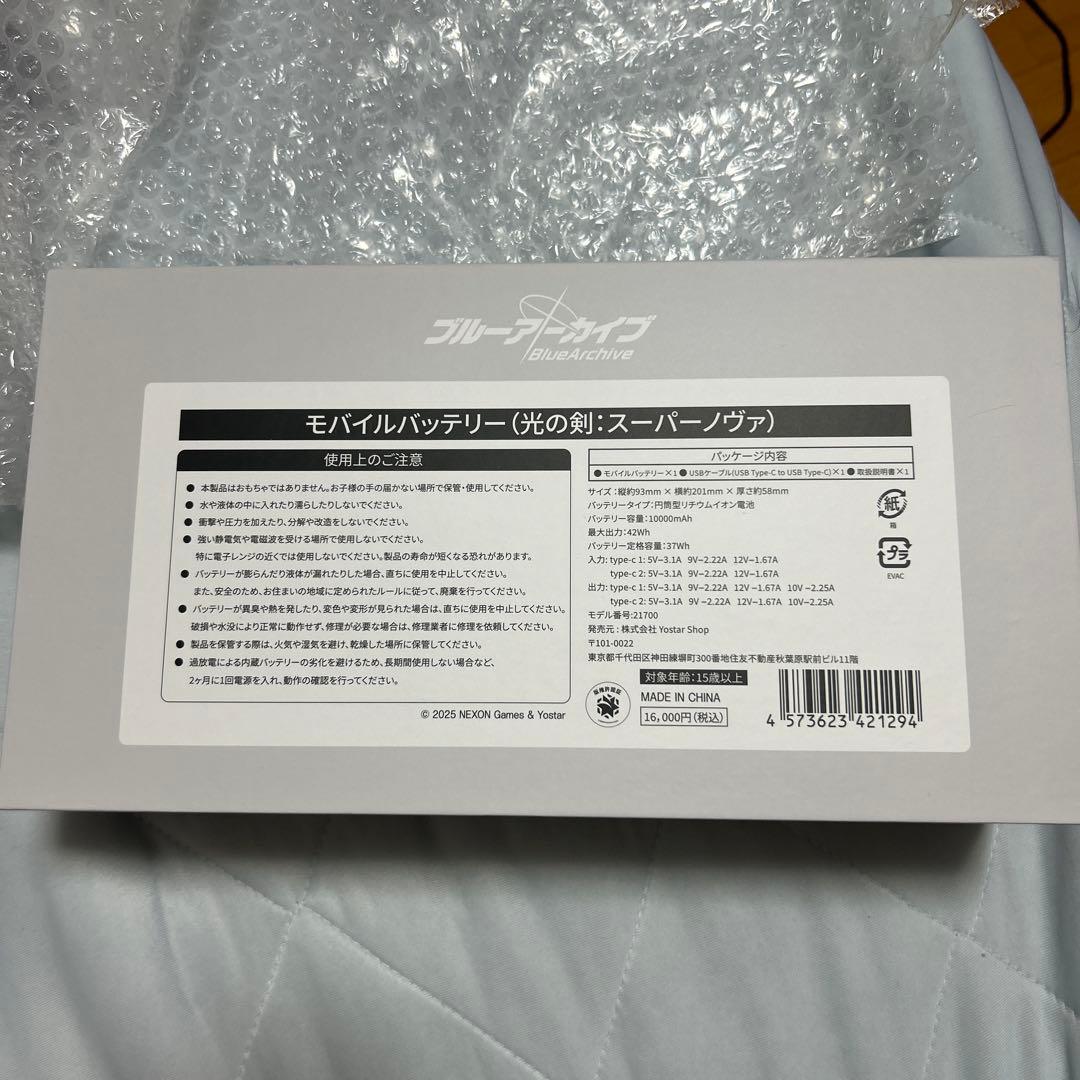 ブルーアーカイブ
BlueArchive
モバイルバッテリー（光の剣：スーパーノヴァ）
使用上のご注意
● 本製品はおもちゃではありません。お子様の手の届かない場所で保管・使用してください。
● 水や液体の中に入れたり濡らしたりしないでください。
● 衝撃や圧力を加えたり、分解や改造をしないでください。
● 強い静電気や電磁波を受ける場所で使用しないでください。
特に電子レンジの近くでは使用しないでください。製品の寿命が短くなる恐れがあります。
● バッテリーが膨らんだり液体が漏れたりした場合、直ちに使用を中止してください。
また、安全のため、お住まいの地域に定められたルールに従って、廃棄を行ってください。
● バッテリーが異臭や熱を発したり、変色や変形が見られた場合は、直ちに使用を中止してください。
破損や水没により正常に動作せず、修理が必要な場合は、修理業者に修理を依頼してください。
● 製品を保管する際は、火気や湿気を避け、乾燥した場所に保管してください。
● 過放電による内蔵バッテリーの劣化を避けるため、長期間使用しない場合など、
2ヶ月に1回電源を入れ、動作の確認を行ってください。
© 2025 NEXON Games & Yostar
パッケージ内容
● モバイルバッテリー×1 ● USBケーブル(USB Type-C to USB Type-C)×1 ● 取扱説明書×1
サイズ：縦約93mm × 横約201mm × 厚さ約58mm
バッテリータイプ：円筒型リチウムイオン電池
バッテリー容量：10000mAh
最大出力：42Wh
バッテリー定格容量：37Wh
入力： type-c 1: 5V⎓3.1A 9V⎓2.22A 12V⎓1.67A
type-c 2: 5V⎓3.1A 9V⎓2.22A 12V⎓1.67A
出力： type-c 1: 5V⎓3.1A 9V⎓2.22A 12V⎓1.67A 10V⎓2.25A
type-c 2: 5V⎓3.1A 9V⎓2.22A 12V⎓1.67A 10V⎓2.25A
モデル番号：21700
発売元：株式会社 Yostar Shop
〒101-0022
東京都千代田区神田練塀町300番地住友不動産秋葉原駅前ビル11階
対象年齢：15歳以上
MADE IN CHINA
16,000円（税込）
版権許諾証
4 573623 421294
紙
箱
プラ
EVAC